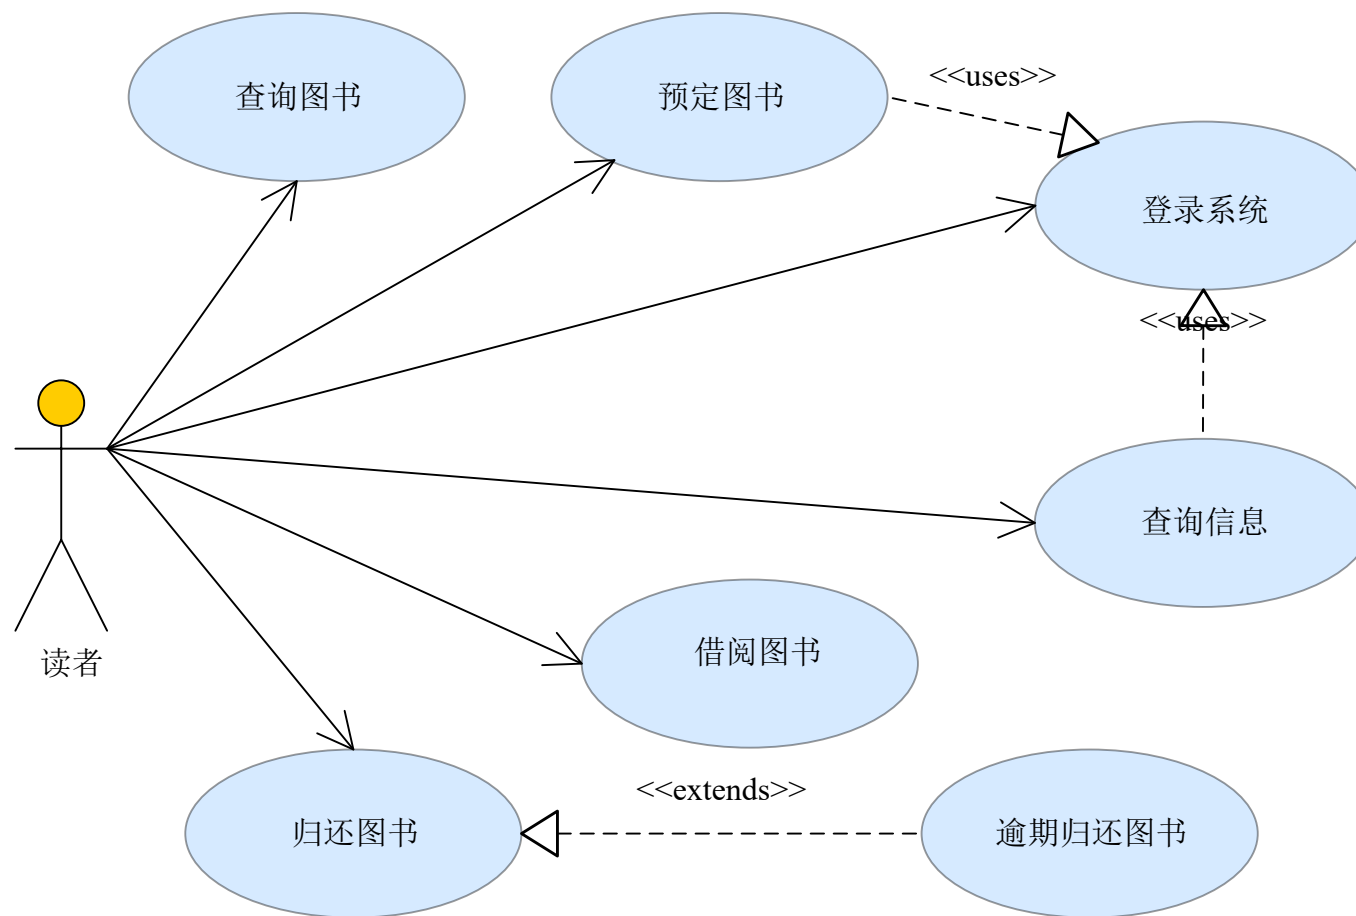 查询图书
预定图书
<<uses>>
登录系统
<<uses>>
查询信息
借阅图书
读者
<<extends>>
归还图书
逾期归还图书